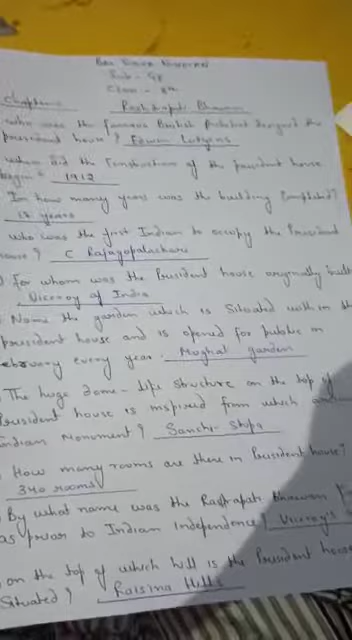 Sub - GK
Class - 8th
Chapter
Rashtrapati Bhawan
who was the famous British Architect designed the
president house? Edwin Lutyens
when did the Construction of the president house
begin 1912
In how many years was the building Completed?
17 years
who was the first Indian to occupy the President
house? C Rajagopalachari
for whom was the President house originally built
Viceroy of India
Name the garden which is Situated within the
president house and is opened for public in
ebruary every year. Mughal garden
The huge dome-like structure on the top of
President house is inspired from which
Indian Monument? Sanchi Stupa
How many rooms are there in President house?
340 rooms
By what name was the Rashtrapati Bhawan
as prior to Indian independence? Viceroy's
on the top of which hill is the President house
Situated? Raisina Hills